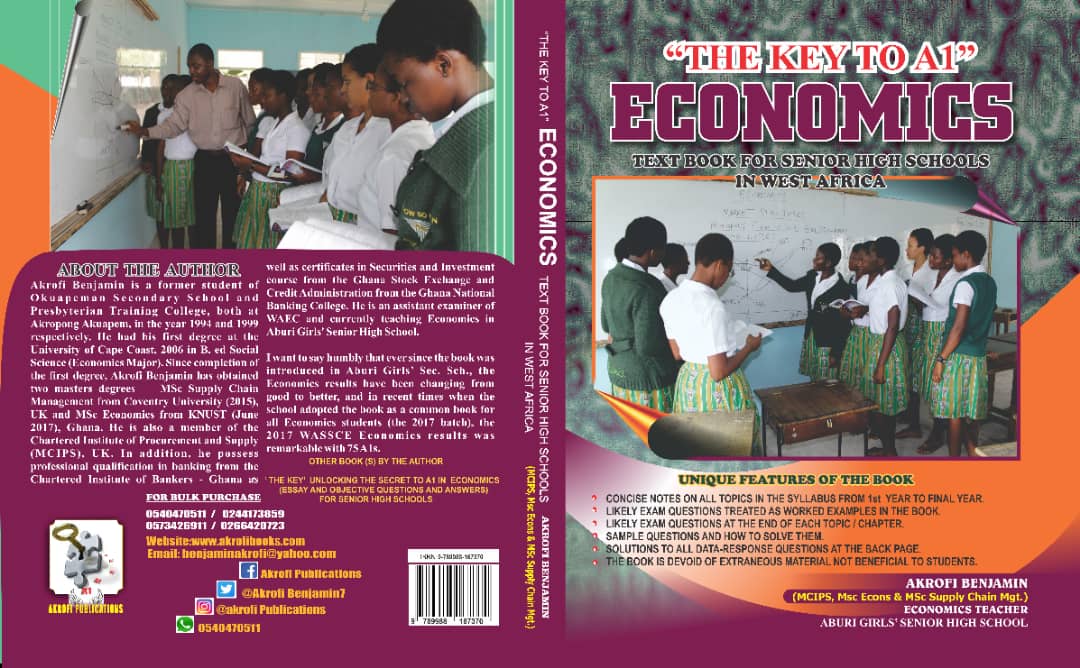 ABOUT THE AUTHOR
Akrofi Benjamin is a former student of
Okuapeman Secondary School and
Presbyterian Training College, both at
Akropong Akuapem, in the year 1994 and 1999
respectively. He had his first degree at the
University of Cape Coast, 2006 in B. ed Social
Science (Economics Major). Since completion of
the first degree, Akrofi Benjamin has obtained
two masters degrees MSc Supply Chain
Management from Coventry University (2015),
UK and MSc Economics from KNUST (June
2017), Ghana. He is also a member of the
Chartered Institute of Procurement and Supply
(MCIPS), UK. In addition, he possess
professional qualification in banking from the
Chartered Institute of Bankers - Ghana as
well as certificates in Securities and Investment
course from the Ghana Stock Exchange and
Credit Administration from the Ghana National
Banking College. He is an assistant examiner of
WAEC and currently teaching Economics in
Aburi Girls' Senior High School.
I want to say humbly that ever since the book was
introduced in Aburi Girls' Sec. Sch., the
Economics results have been changing from
good to better, and in recent times when the
school adopted the book as a common book for
all Economics students (the 2017 batch), the
2017 WASSCE Economics results was
remarkable with 75A1s.
OTHER BOOK (S) BY THE AUTHOR
'THE KEY' UNLOCKING THE SECRET TO A1 IN ECONOMICS
(ESSAY AND OBJECTIVE QUESTIONS AND ANSWERS)
FOR SENIOR HIGH SCHOOLS
FOR BULK PURCHASE
0540470511 / 0244173859
0573426911 / 0266420723
Website:www.akrofibooks.com
Email: benjaminakrofi@yahoo.com
Akrofi Publications
@Akrofi Benjamin7
@akrofi Publications
0540470511
A1
AKROFI PUBLICATIONS
9 789988 187370
"THE KEY TO A1" ECONOMICS TEXT BOOK FOR SENIOR HIGH SCHOOLS
IN WEST AFRICA
AKROFI BENJAMIN
(MCIPS, Msc Econs & MSc Supply Chain Mgt.)
"THE KEY TO A1"
ECONOMICS
TEXT BOOK FOR SENIOR HIGH SCHOOLS
IN WEST AFRICA
UNIQUE FEATURES OF THE BOOK
CONCISE NOTES ON ALL TOPICS IN THE SYLLABUS FROM 1st YEAR TO FINAL YEAR.
LIKELY EXAM QUESTIONS TREATED AS WORKED EXAMPLES IN THE BOOK.
LIKELY EXAM QUESTIONS AT THE END OF EACH TOPIC / CHAPTER.
SAMPLE QUESTIONS AND HOW TO SOLVE THEM.
SOLUTIONS TO ALL DATA-RESPONSE QUESTIONS AT THE BACK PAGE.
THE BOOK IS DEVOID OF EXTRANEOUS MATERIAL NOT BENEFICIAL TO STUDENTS.
AKROFI BENJAMIN
(MCIPS, Msc Econs & MSc Supply Chain Mgt.)
ECONOMICS TEACHER
ABURI GIRLS' SENIOR HIGH SCHOOL